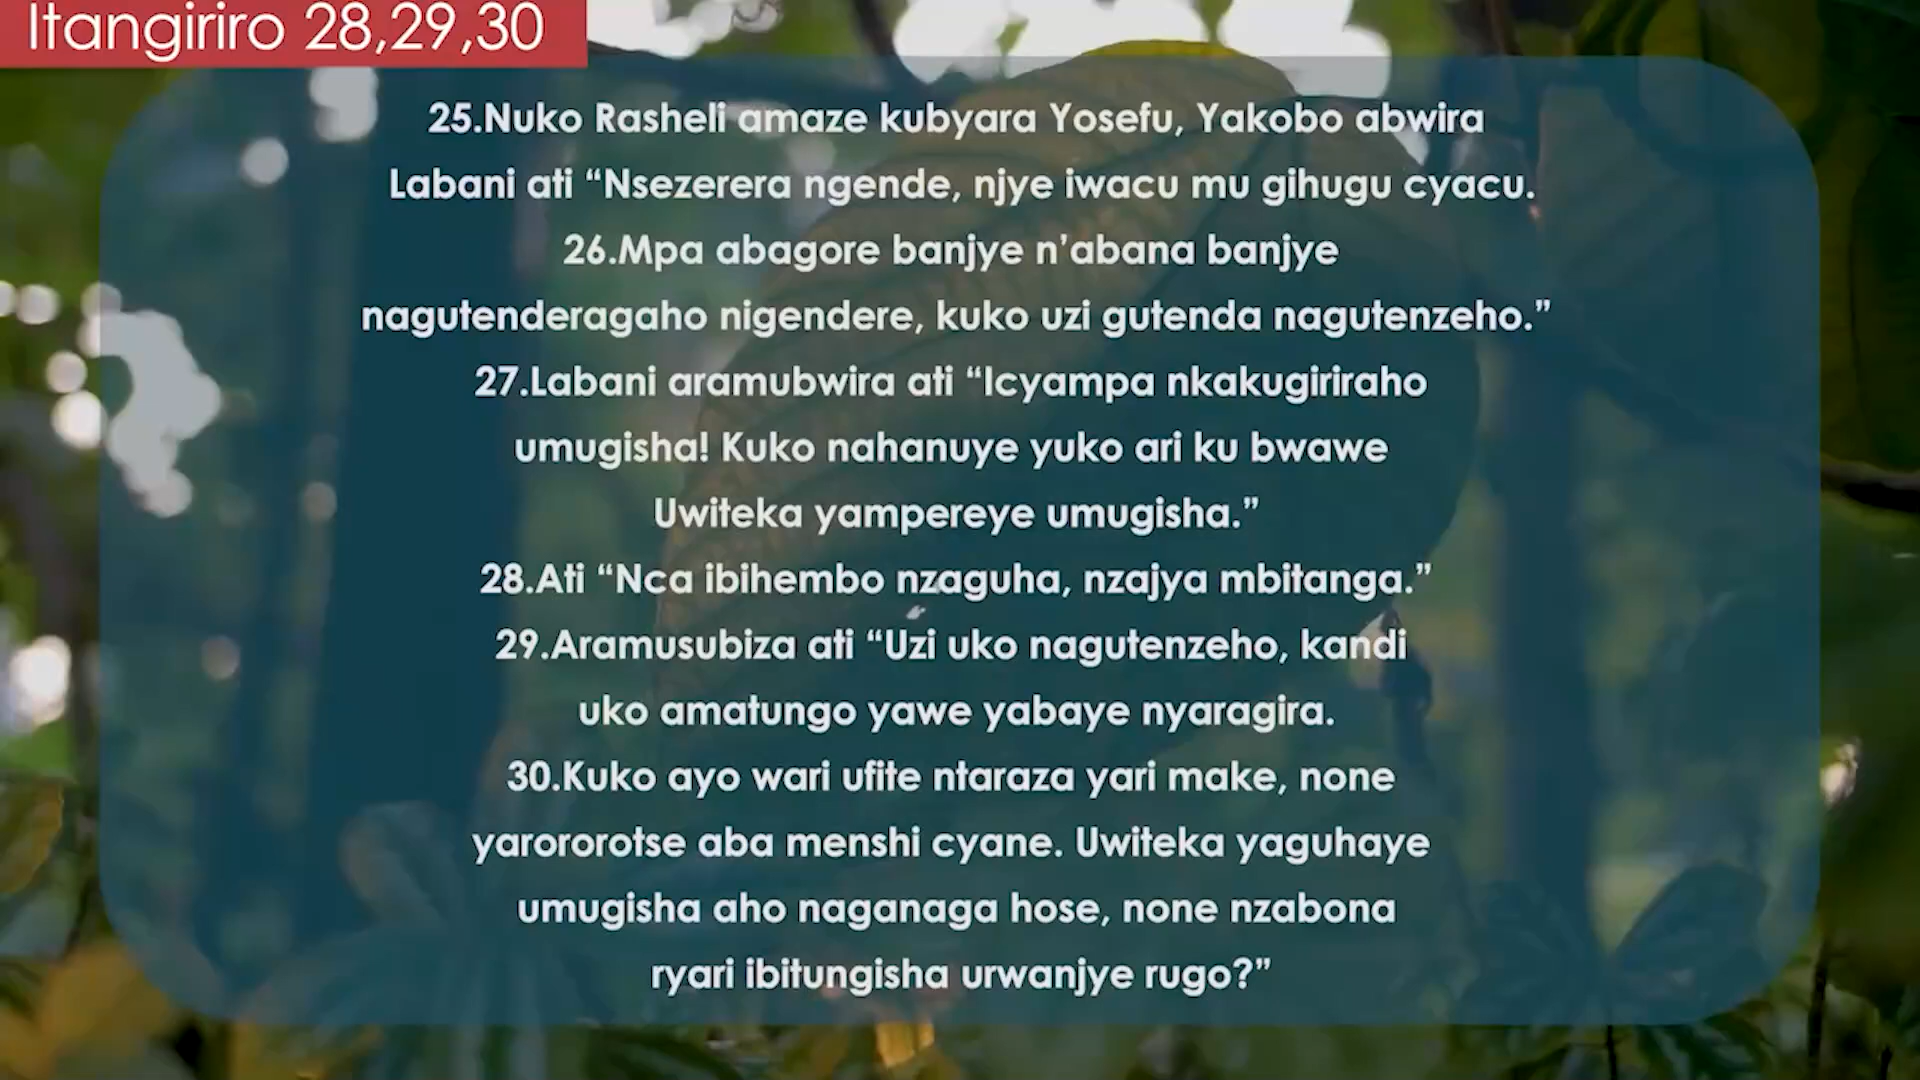 Itangiriro 28,29,30
25.Nuko Rasheli amaze kubyara Yosefu, Yakobo abwira
Labani ati “Nsezerera ngende, njye iwacu mu gihugu cyacu.
26.Mpa abagore banjye n’abana banjye
nagutenderagaho nigendere, kuko uzi gutenda nagutenzeho.”
27.Labani aramubwira ati “Icyampa nkakugiriraho
umugisha! Kuko nahanuye yuko ari ku bwawe
Uwiteka yampereye umugisha.”
28.Ati “Nca ibihembo nzaguha, nzajya mbitanga.”
29.Aramusubiza ati “Uzi uko nagutenzeho, kandi
uko amatungo yawe yabaye nyaragira.
30.Kuko ayo wari ufite ntaraza yari make, none
yarororotse aba menshi cyane. Uwiteka yaguhaye
umugisha aho naganaga hose, none nzabona
ryari ibitungisha urwanjye rugo?”